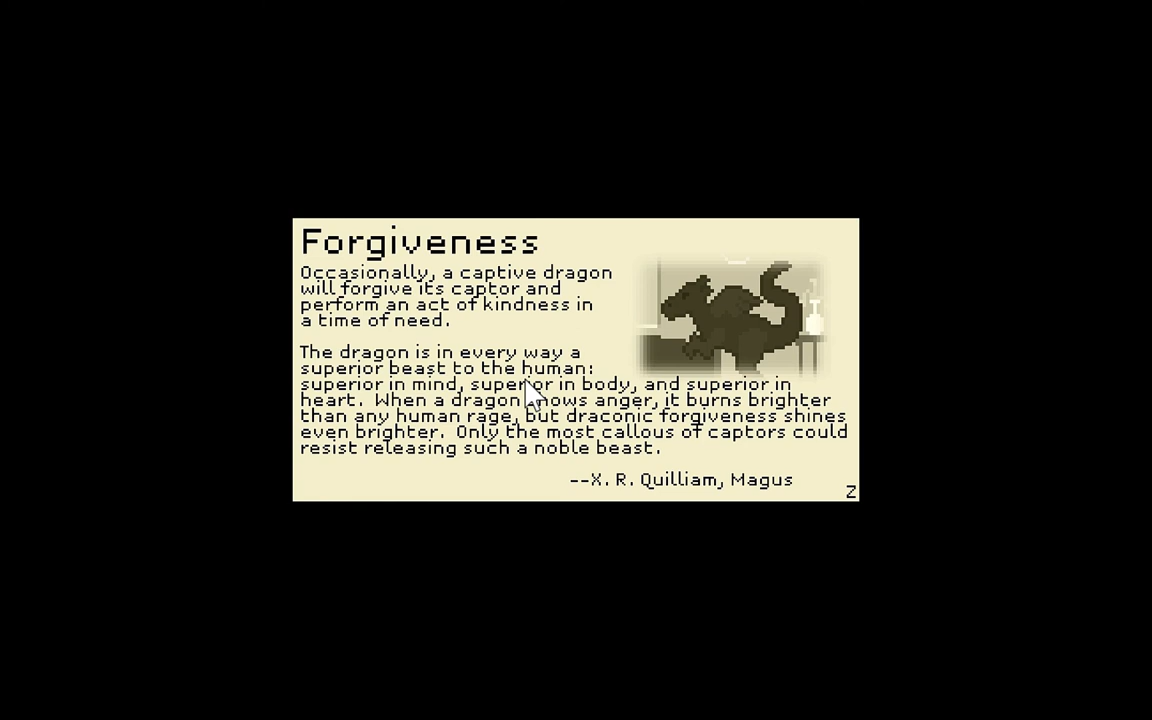 Forgiveness
Occasionally, a captive dragon
will forgive its captor and
perform an act of kindness in
a time of need.
The dragon is in every way a
superior beast to the human:
superior in mind, superior in body, and superior in
heart. When a dragon knows anger, it burns brighter
than any human rage, but draconic forgiveness shines
even brighter. Only the most callous of captors could
resist releasing such a noble beast.
--X. R. Quilliam, Magus
Z